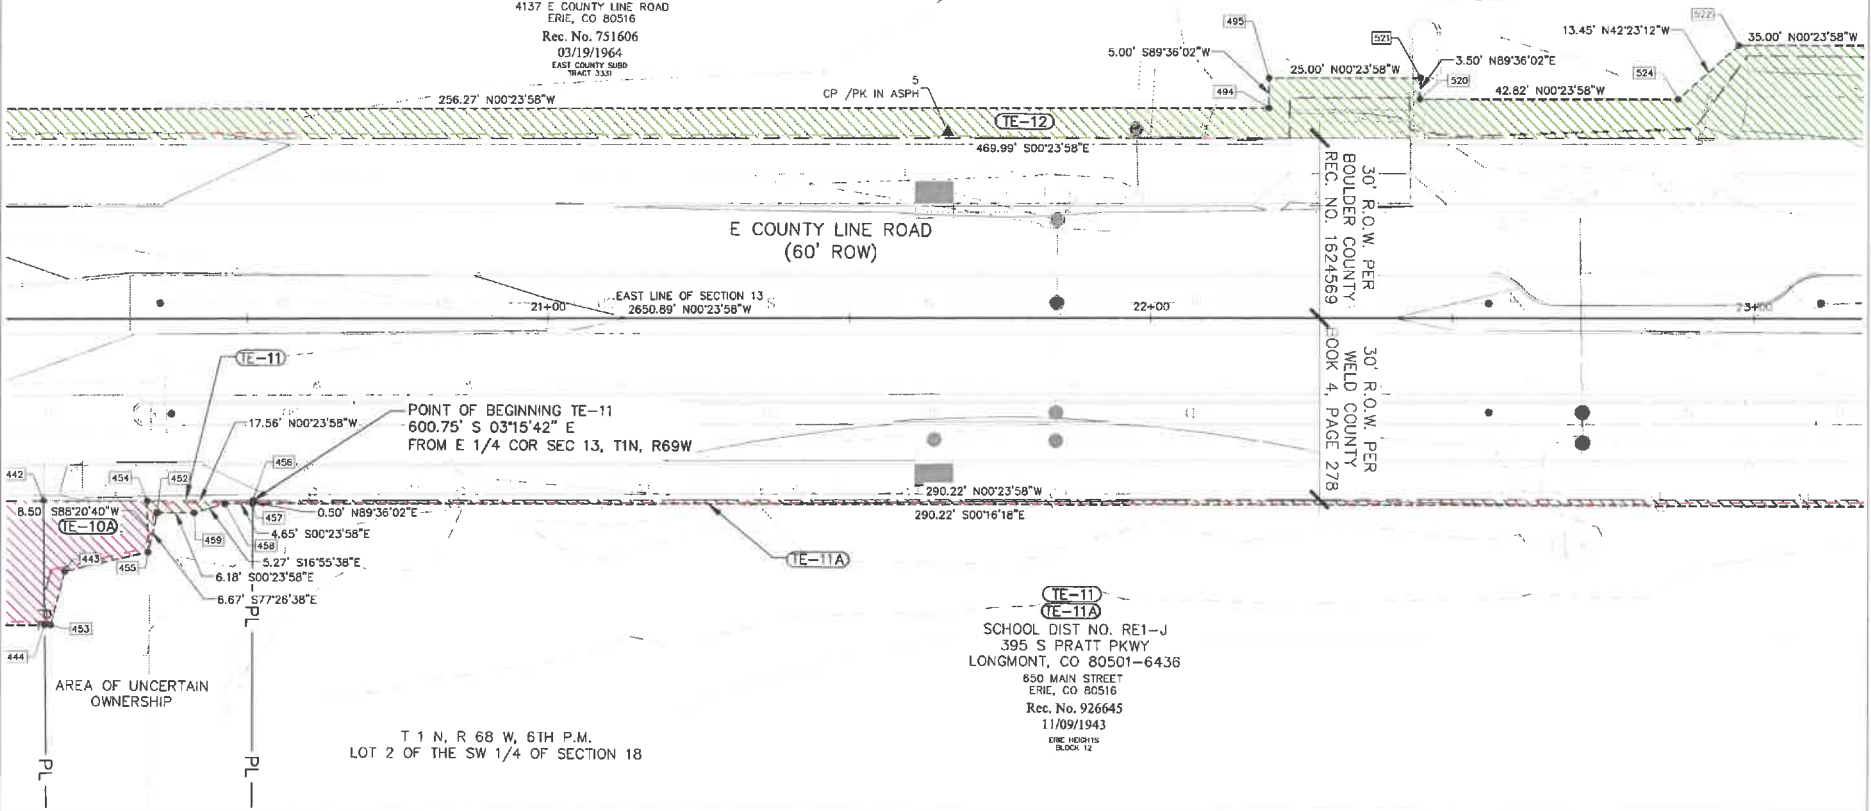 4137 E COUNTY LINE ROAD
ERIE, CO 80516
Rec. No. 751606
03/19/1964
EAST COUNTY SUBD
TRACT 3331
495
5.00' S89°36'02"W
494
25.00' N00°23'58"W
521
3.50' N89°36'02"E
520
13.45' N42°23'12"W
522
35.00' N00°23'58"W
524
42.82' N00°23'58"W
256.27' N00°23'58"W
5
CP /PK IN ASPH
TE-12
469.99' S00°23'58"E
30' R.O.W. PER
BOULDER COUNTY
REC. NO. 1624569
E COUNTY LINE ROAD
(60' ROW)
EAST LINE OF SECTION 13
2650.89' N00°23'58"W
21+00
22+00
23+00
30' R.O.W. PER
WELD COUNTY
BOOK 4, PAGE 278
TE-11
17.56' N00°23'58"W
POINT OF BEGINNING TE-11
600.75' S 03°15'42" E
FROM E 1/4 COR SEC 13, T1N, R69W
442
454
452
456
8.50' S86°20'40"W
TE-10A
0.50' N89°36'02"E
457
4.65' S00°23'58"E
458
459
5.27' S16°55'38"E
443
455
6.18' S00°23'58"E
6.67' S77°26'38"E
453
444
PL
PL
PL
290.22' N00°23'58"W
290.22' S00°16'18"E
TE-11A
AREA OF UNCERTAIN
OWNERSHIP
TE-11
TE-11A
SCHOOL DIST NO. RE1-J
395 S PRATT PKWY
LONGMONT, CO 80501-6436
650 MAIN STREET
ERIE, CO 80516
Rec. No. 926645
11/09/1943
ERIE HEIGHTS
BLOCK 12
T 1 N, R 68 W, 6TH P.M.
LOT 2 OF THE SW 1/4 OF SECTION 18